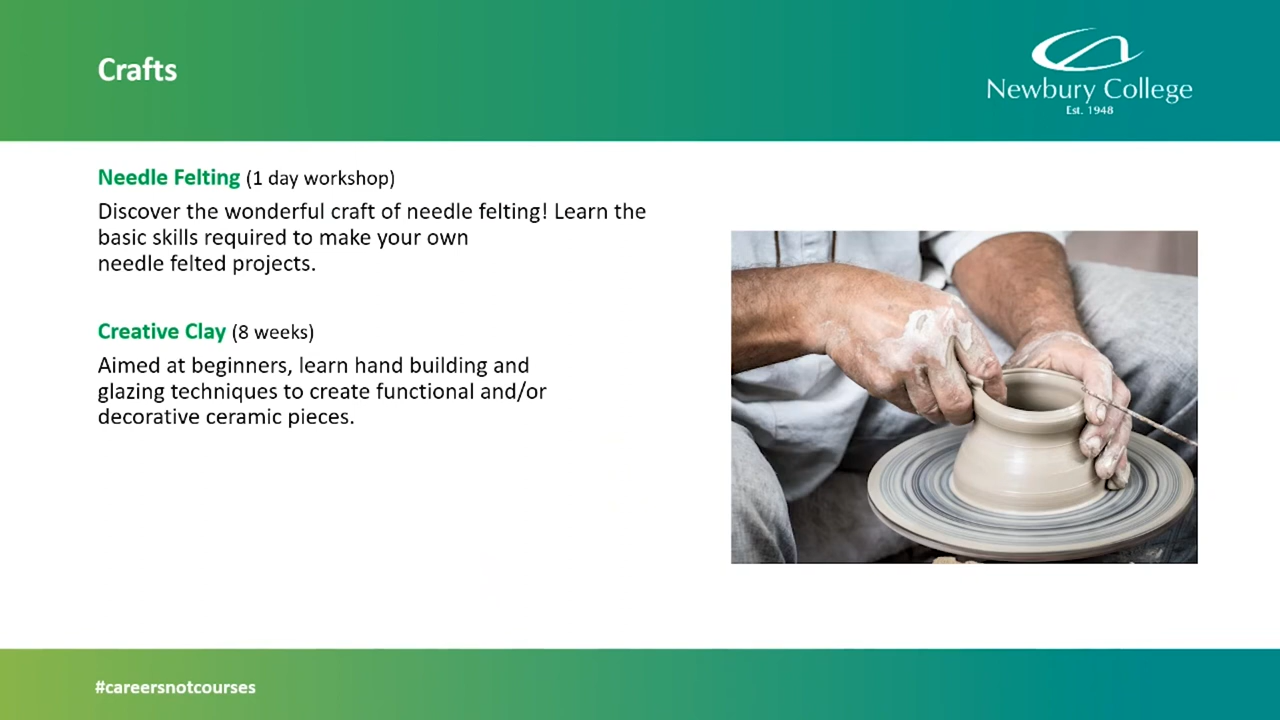 Crafts
Newbury College
Est. 1948
Needle Felting (1 day workshop)
Discover the wonderful craft of needle felting! Learn the
basic skills required to make your own
needle felted projects.
Creative Clay (8 weeks)
Aimed at beginners, learn hand building and
glazing techniques to create functional and/or
decorative ceramic pieces.
#careersnotcourses